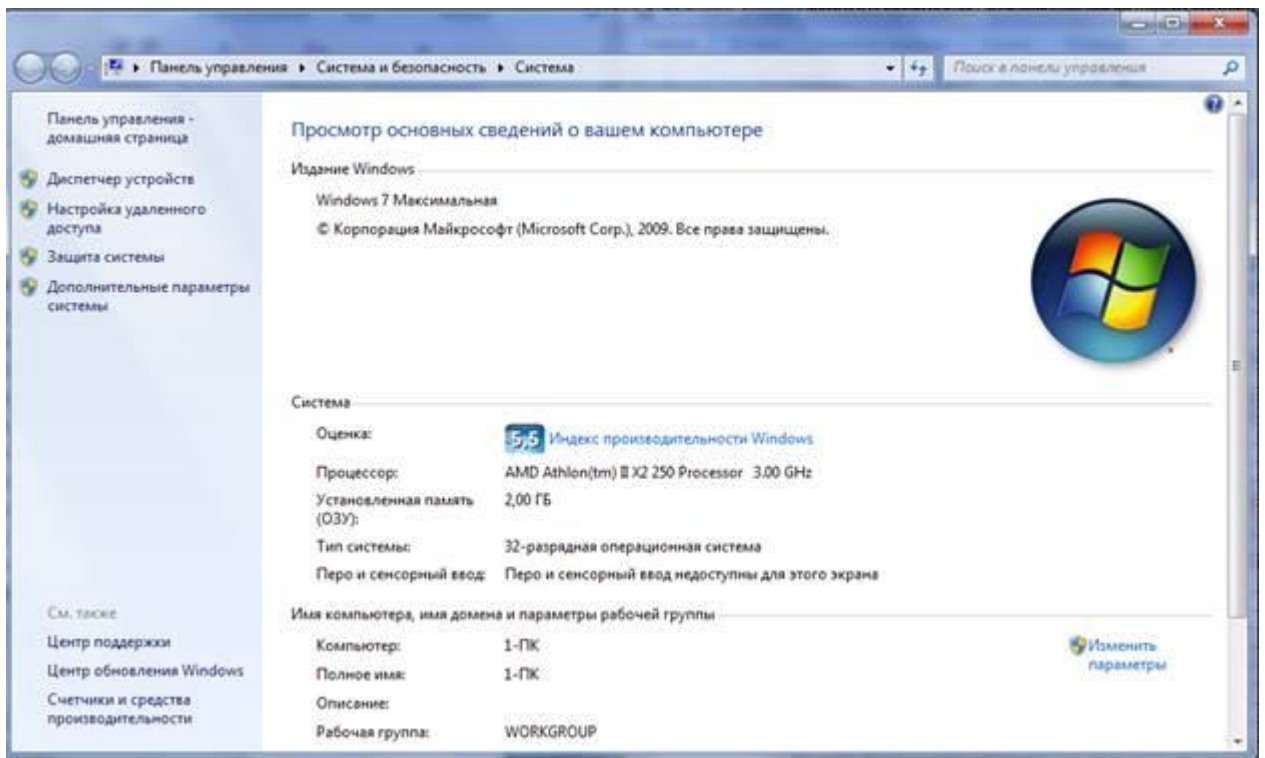 Панель управления ▸ Система и безопасность ▸ Система
Поиск в панели управления
Панель управления -
домашняя страница
Диспетчер устройств
Настройка удаленного
доступа
Защита системы
Дополнительные параметры
системы
См. также
Центр поддержки
Центр обновления Windows
Счетчики и средства
производительности
Просмотр основных сведений о вашем компьютере
Издание Windows
Windows 7 Максимальная
© Корпорация Майкрософт (Microsoft Corp.), 2009. Все права защищены.
Система
Оценка: 5,5 Индекс производительности Windows
Процессор: AMD Athlon(tm) II X2 250 Processor 3.00 GHz
Установленная память 2,00 ГБ
(ОЗУ):
Тип системы: 32-разрядная операционная система
Перо и сенсорный ввод: Перо и сенсорный ввод недоступны для этого экрана
Имя компьютера, имя домена и параметры рабочей группы
Компьютер: 1-ПК
Изменить
параметры
Полное имя: 1-ПК
Описание:
Рабочая группа: WORKGROUP